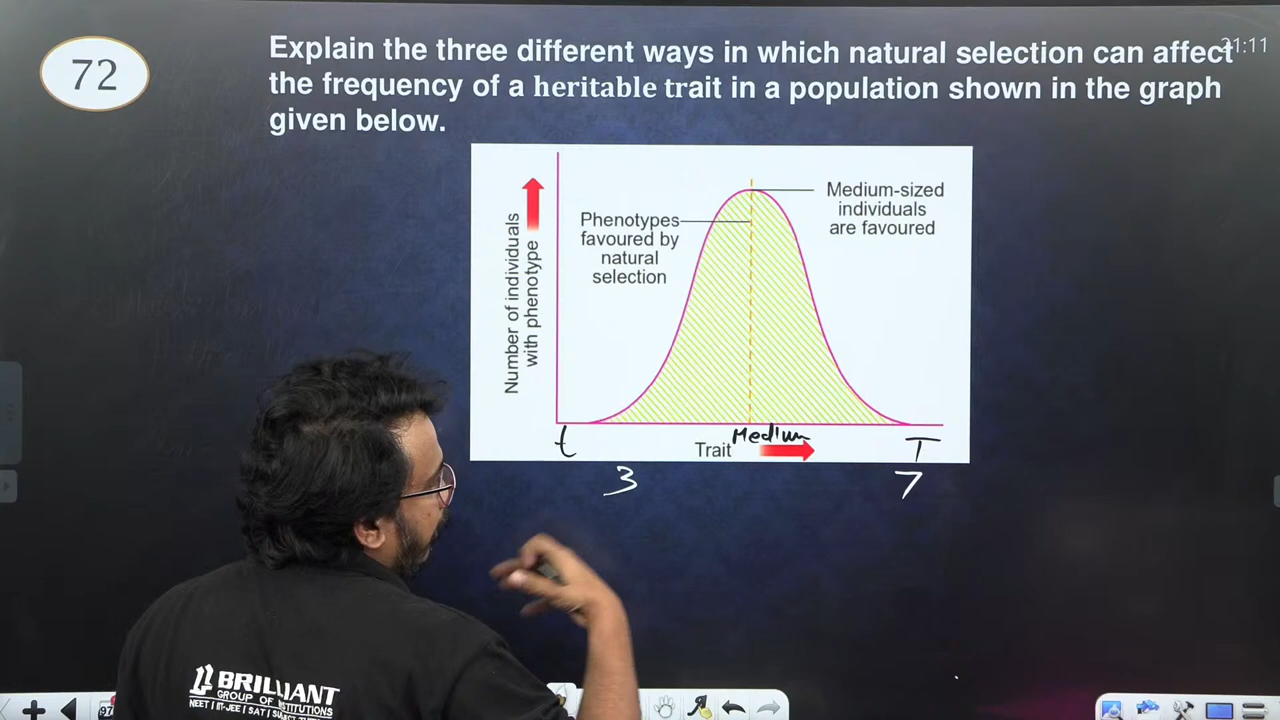 72
Explain the three different ways in which natural selection can affect
21:11
the frequency of a heritable trait in a population shown in the graph
given below.
Number of individuals
with phenotype
Phenotypes
favoured by
natural
selection
Medium-sized
individuals
are favoured
t
Trait
Medium
T
3
7
BRILLIANT
GROUP OF INSTITUTIONS